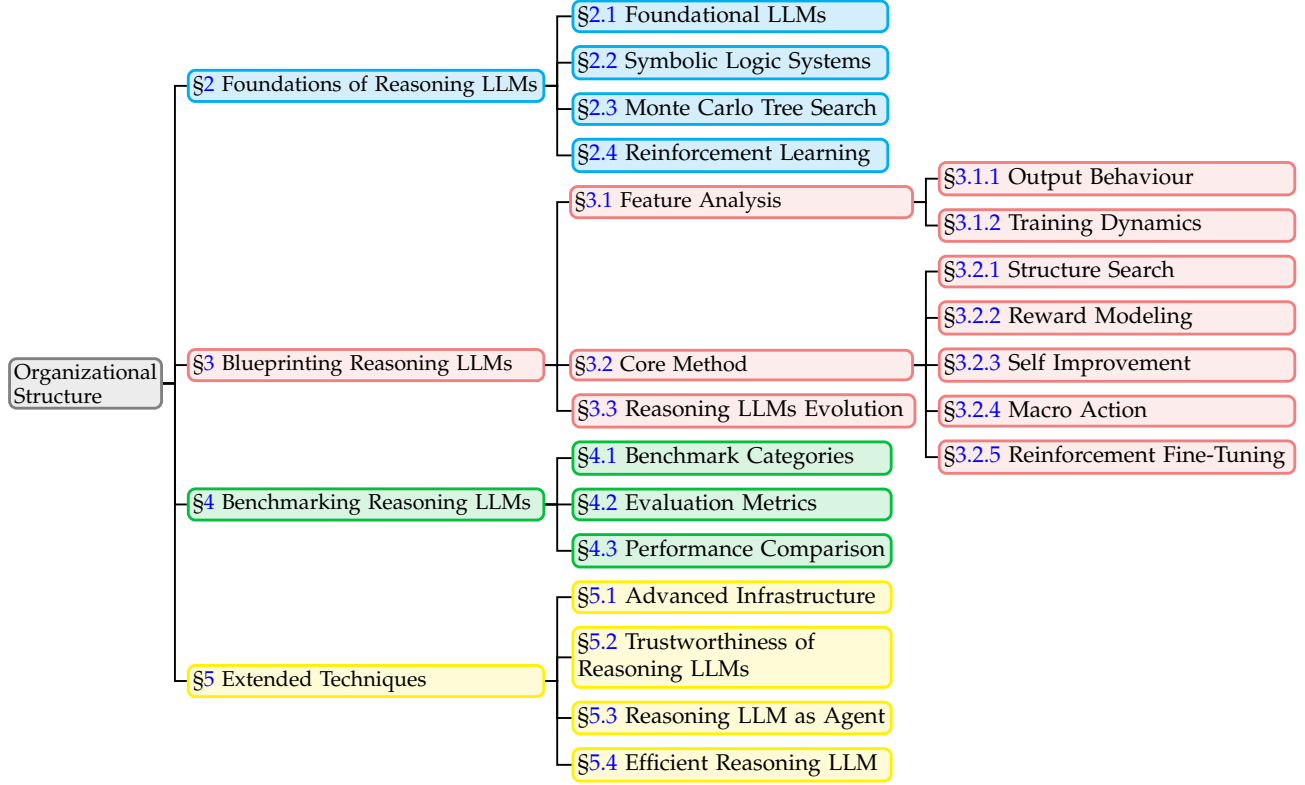 Organizational
Structure
§2 Foundations of Reasoning LLMs
§2.1 Foundational LLMs
§2.2 Symbolic Logic Systems
§2.3 Monte Carlo Tree Search
§2.4 Reinforcement Learning
§3 Blueprinting Reasoning LLMs
§3.1 Feature Analysis
§3.1.1 Output Behaviour
§3.1.2 Training Dynamics
§3.2 Core Method
§3.2.1 Structure Search
§3.2.2 Reward Modeling
§3.2.3 Self Improvement
§3.2.4 Macro Action
§3.2.5 Reinforcement Fine-Tuning
§3.3 Reasoning LLMs Evolution
§4 Benchmarking Reasoning LLMs
§4.1 Benchmark Categories
§4.2 Evaluation Metrics
§4.3 Performance Comparison
§5 Extended Techniques
§5.1 Advanced Infrastructure
§5.2 Trustworthiness of
Reasoning LLMs
§5.3 Reasoning LLM as Agent
§5.4 Efficient Reasoning LLM